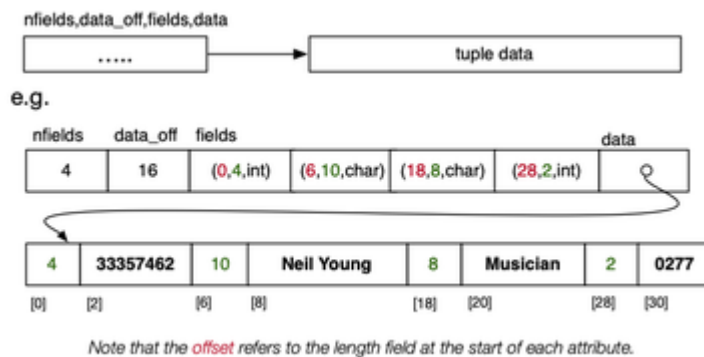 nfields,data_off,fields,data
..... tuple data
e.g.
nfields data_off fields data
4 16 (0,4,int) (6,10,char) (18,8,char) (28,2,int)
4 33357462 10 Neil Young 8 Musician 2 0277
[0] [2] [6] [8] [18] [20] [28] [30]
Note that the offset refers to the length field at the start of each attribute.